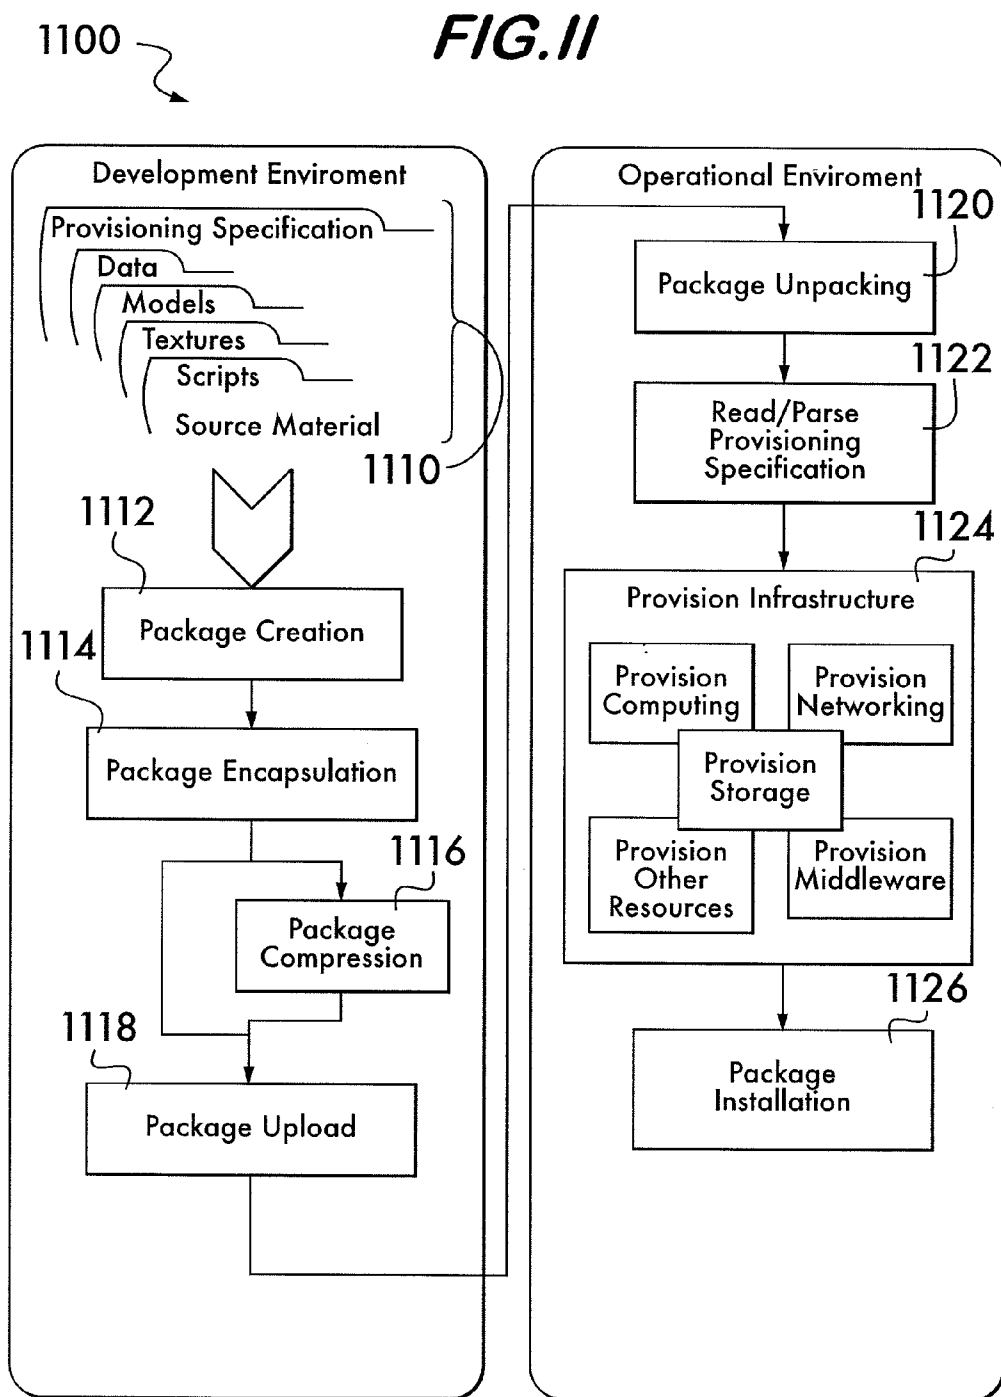 1100
FIG.11
Development Enviroment
Provisioning Specification
Data
Models
Textures
Scripts
Source Material
1110
1112
Package Creation
1114
Package Encapsulation
1116
Package
Compression
1118
Package Upload
Operational Enviroment
1120
Package Unpacking
1122
Read/Parse
Provisioning
Specification
1124
Provision Infrastructure
Provision
Computing
Provision
Networking
Provision
Storage
Provision
Other
Resources
Provision
Middleware
1126
Package
Installation